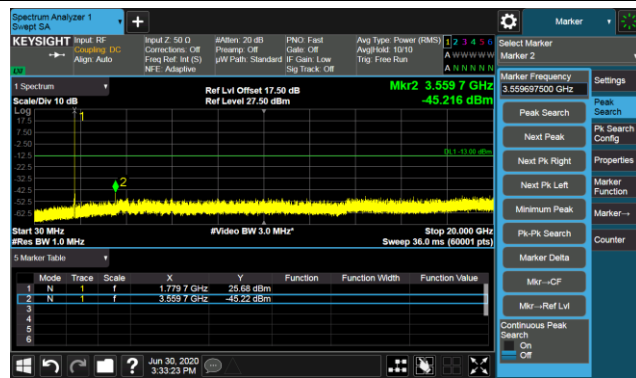 Spectrum Analyzer 1
Swept SA
Marker
KEYSIGHT
Input: RF
Coupling: DC
Align: Auto
Input Z: 50 Ω
Corrections: Off
Freq Ref: Int (S)
NFE: Adaptive
#Atten: 20 dB
Preamp: Off
µW Path: Standard
PNO: Fast
Gate: Off
IF Gain: Low
Sig Track: Off
Avg Type: Power (RMS)
Avg|Hold: 10/10
Trig: Free Run
1 2 3 4 5 6
A W W W W W
A N N N N N
Select Marker
Marker 2
LV
1 Spectrum
Scale/Div 10 dB
Ref Lvl Offset 17.50 dB
Ref Level 27.50 dBm
Mkr2 3.559 7 GHz
-45.216 dBm
Log
17.5
7.50
-2.50
-12.5
-22.5
-32.5
-42.5
-52.5
-62.5
1
2
DL1 -13.00 dBm
Start 30 MHz
#Res BW 1.0 MHz
#Video BW 3.0 MHz*
Stop 20.000 GHz
Sweep 36.0 ms (60001 pts)
5 Marker Table
Mode Trace Scale X Y Function Function Width Function Value
1 N 1 f 1.779 7 GHz 25.68 dBm
2 N 1 f 3.559 7 GHz -45.22 dBm
3
4
5
6
Marker Frequency
3.559697500 GHz
Peak Search
Next Peak
Next Pk Right
Next Pk Left
Minimum Peak
Pk-Pk Search
Marker Delta
Mkr→CF
Mkr→Ref Lvl
Continuous Peak
Search
On
Off
Settings
Peak
Search
Pk Search
Config
Properties
Marker
Function
Marker→
Counter
Jun 30, 2020
3:33:23 PM